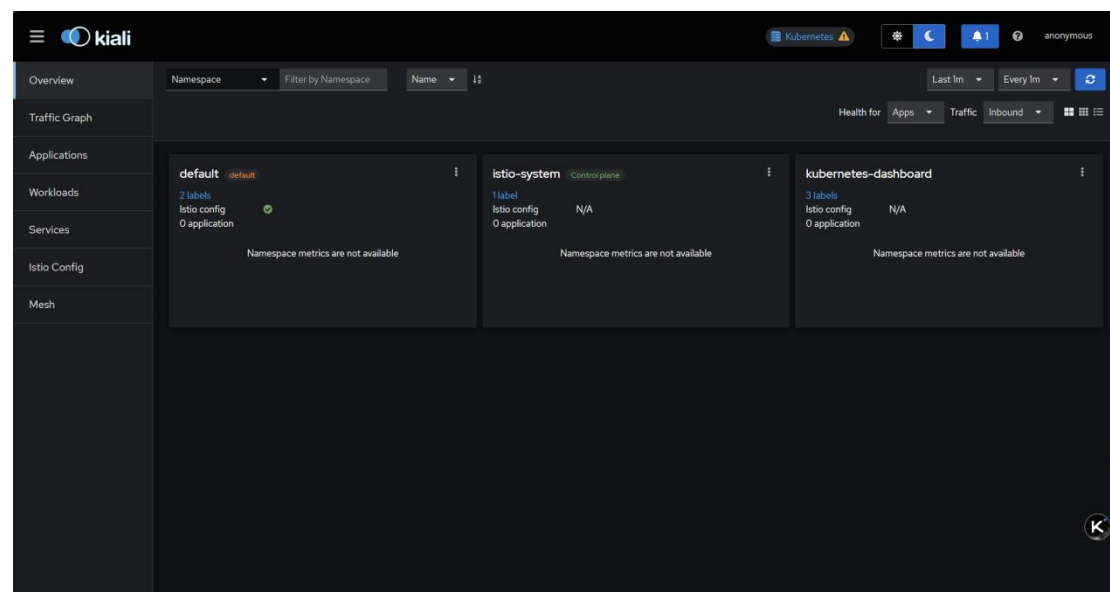 kiali
Kubernetes
1
anonymous
Overview
Traffic Graph
Applications
Workloads
Services
Istio Config
Mesh
Namespace Filter by Namespace Name Last 1m Every 1m
Health for Apps Traffic Inbound
default default
2 labels
Istio config
0 application
Namespace metrics are not available
istio-system Control plane
1 label
Istio config N/A
0 application
Namespace metrics are not available
kubernetes-dashboard
3 labels
Istio config N/A
0 application
Namespace metrics are not available
K